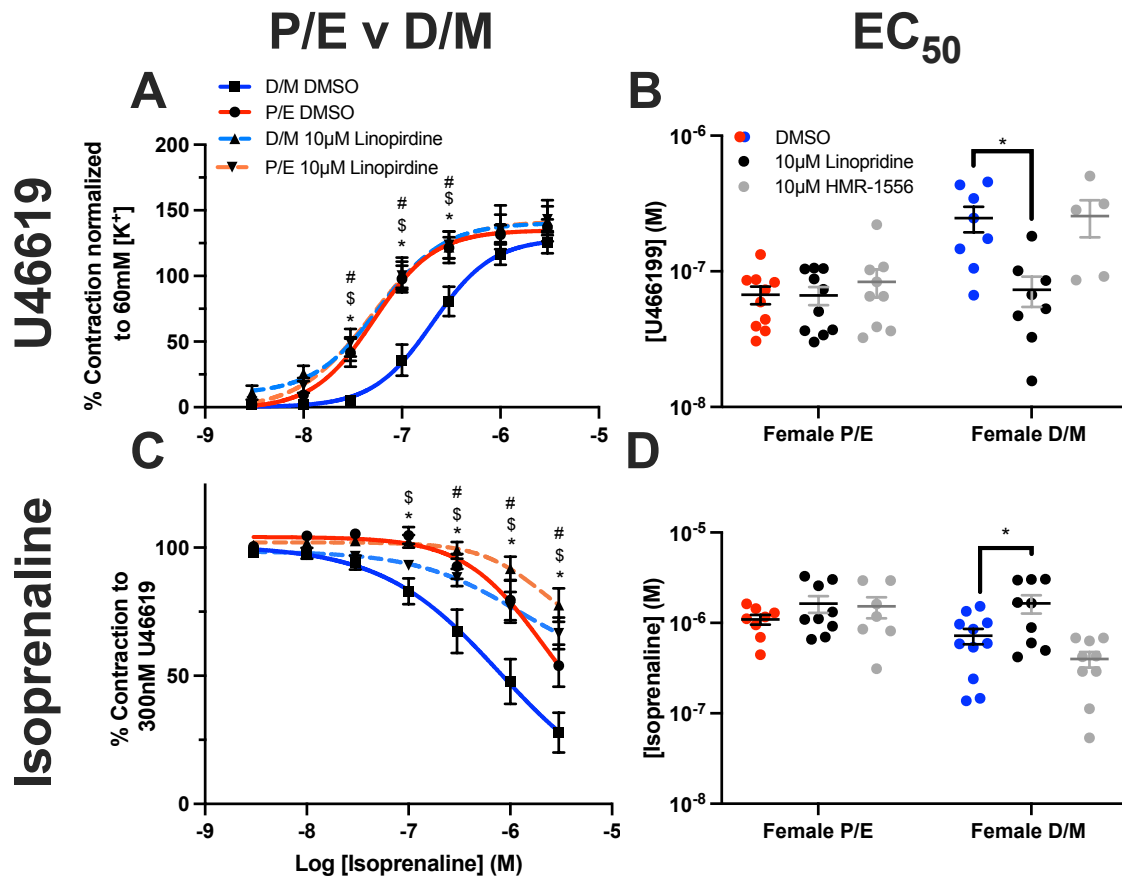 P/E v D/M
EC50
U46619
Isoprenaline
A
D/M DMSO
P/E DMSO
D/M 10µM Linopirdine
P/E 10µM Linopirdine
% Contraction normalized
to 60mM [K+]
200
150
100
50
0
-9
-8
-7
-6
-5
#
$
*
#
$
*
#
$
*
B
DMSO
10µM Linopridine
10µM HMR-1556
*
[U466199] (M)
10-6
10-7
10-8
Female P/E
Female D/M
C
% Contraction to
300nM U46619
100
50
0
$
*
#
$
*
#
$
*
#
$
*
-9
-8
-7
-6
-5
Log [Isoprenaline] (M)
D
*
[Isoprenaline] (M)
10-5
10-6
10-7
10-8
Female P/E
Female D/M